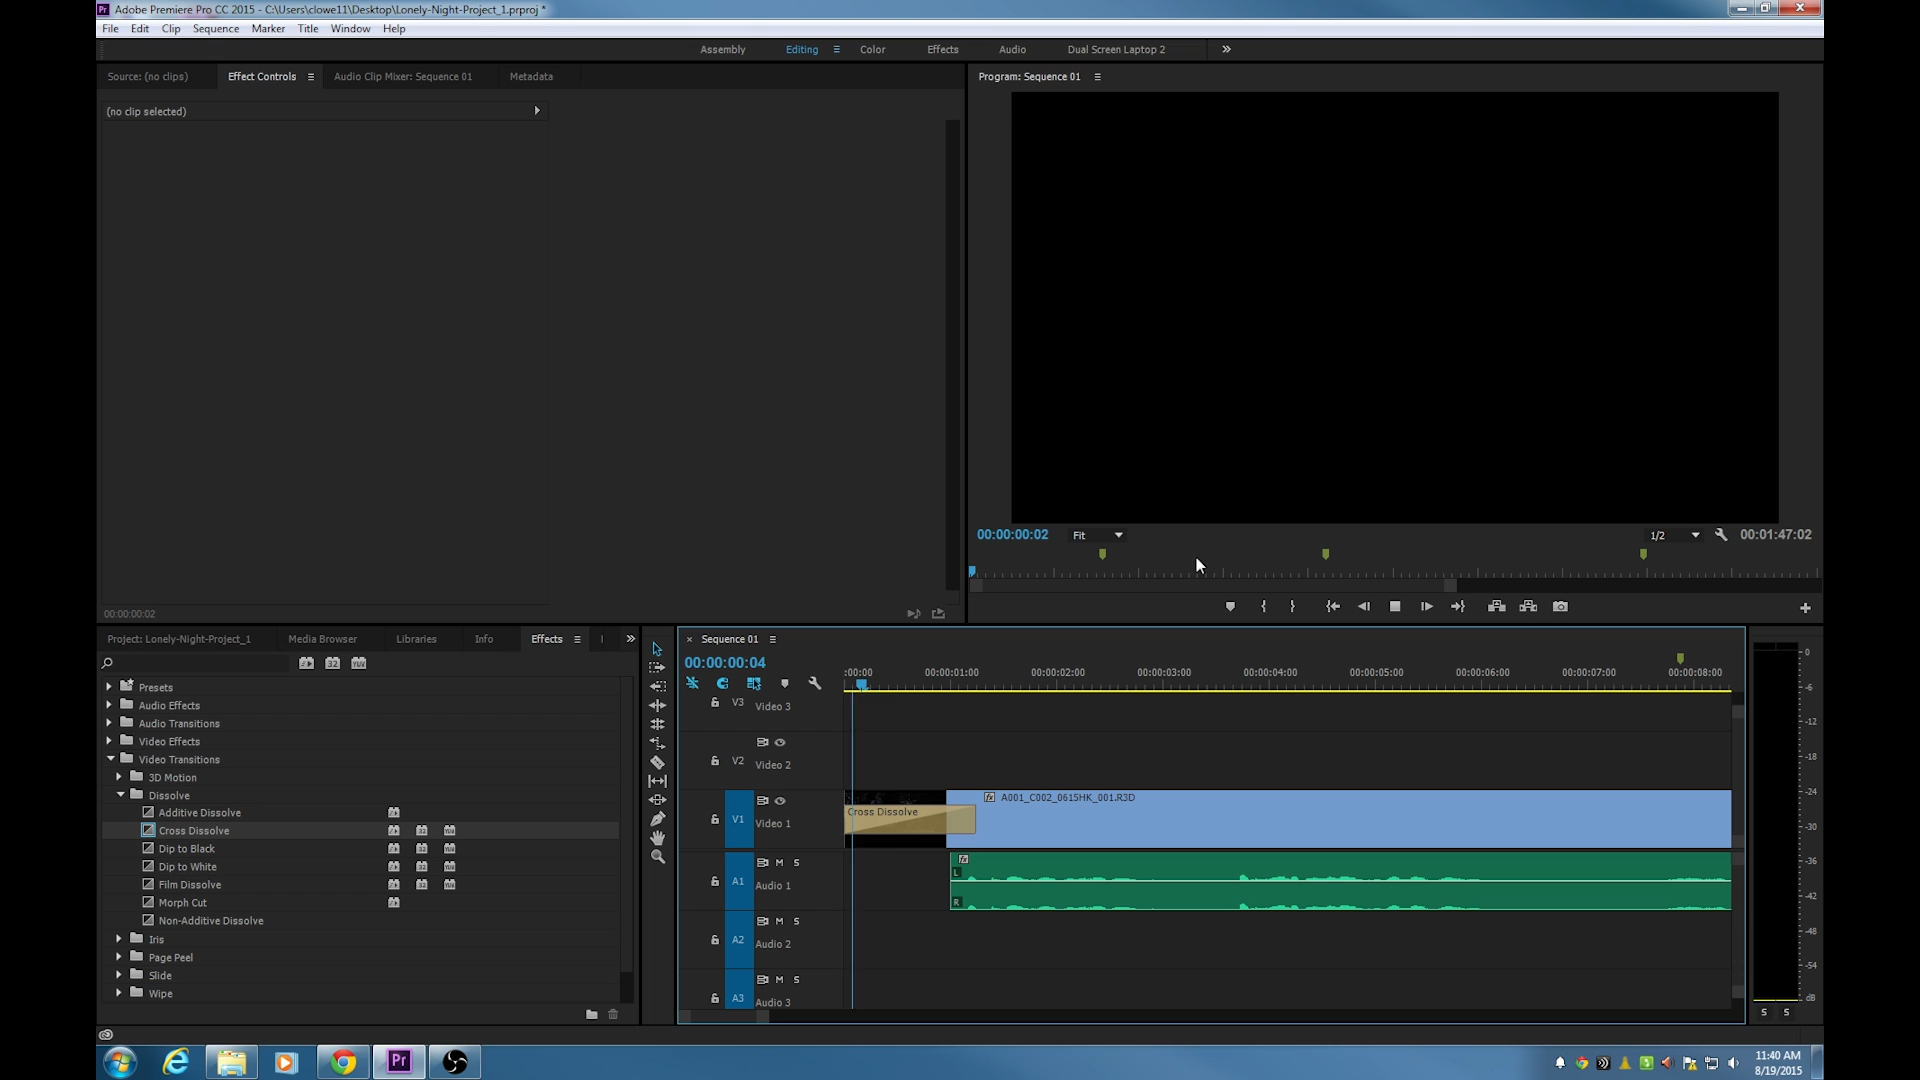 Pr Adobe Premiere Pro CC 2015 - C:\Users\clowe11\Desktop\Lonely-Night-Project_1.prproj *
File Edit Clip Sequence Marker Title Window Help
Assembly Editing Color Effects Audio Dual Screen Laptop 2
Source: (no clips) Effect Controls Audio Clip Mixer: Sequence 01 Metadata
Program: Sequence 01
(no clip selected)
00:00:00:02 Fit 1/2 00:01:47:02
00:00:00:02
Project: Lonely-Night-Project_1 Media Browser Libraries Info Effects
Sequence 01
00:00:00:04
32 YUV
:00:00 00:00:01:00 00:00:02:00 00:00:03:00 00:00:04:00 00:00:05:00 00:00:06:00 00:00:07:00 00:00:08:00
Presets
Audio Effects
Audio Transitions
Video Effects
Video Transitions
3D Motion
Dissolve
Additive Dissolve
Cross Dissolve
Dip to Black
Dip to White
Film Dissolve
Morph Cut
Non-Additive Dissolve
Iris
Page Peel
Slide
Wipe
V3 Video 3
V2 Video 2
V1 Video 1
Cross Dissolve
fx A001_C002_0615HK_001.R3D
A1 M S Audio 1
fx
L
R
A2 M S Audio 2
A3 M S Audio 3
0
-6
-12
-18
-24
-30
-36
-42
-48
-54
dB
S S
Pr
11:40 AM
8/19/2015